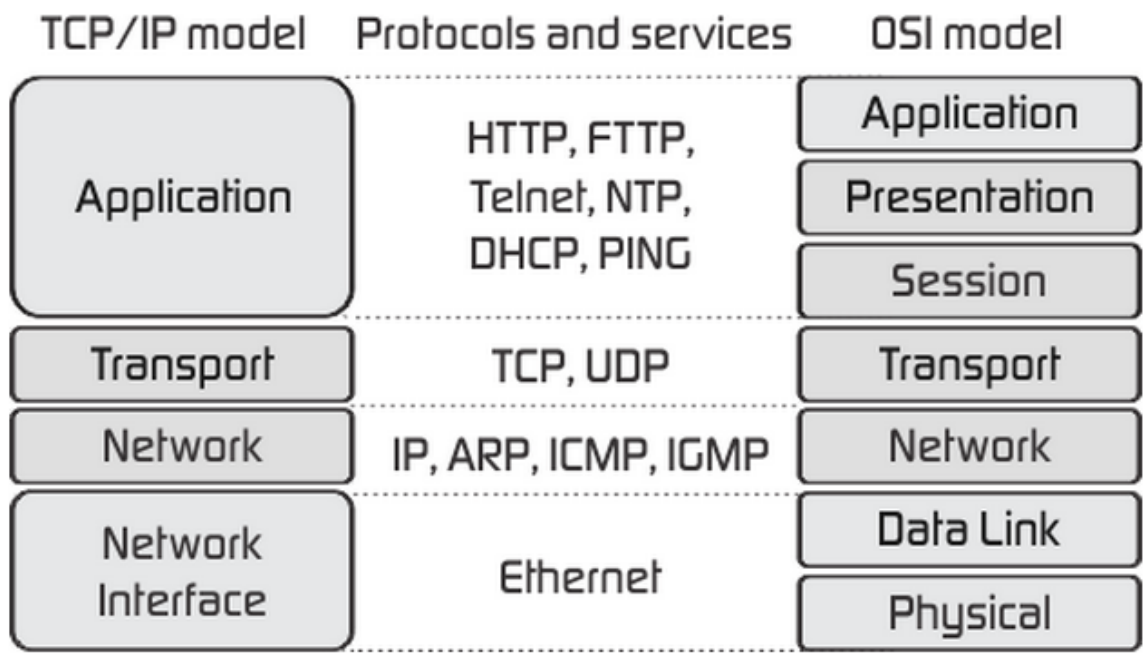 TCP/IP model
Protocols and services
OSI model
Application
HTTP, FTTP,
Telnet, NTP,
DHCP, PING
Application
Presentation
Session
Transport
TCP, UDP
Transport
Network
IP, ARP, ICMP, IGMP
Network
Network
Interface
Ethernet
Data Link
Physical